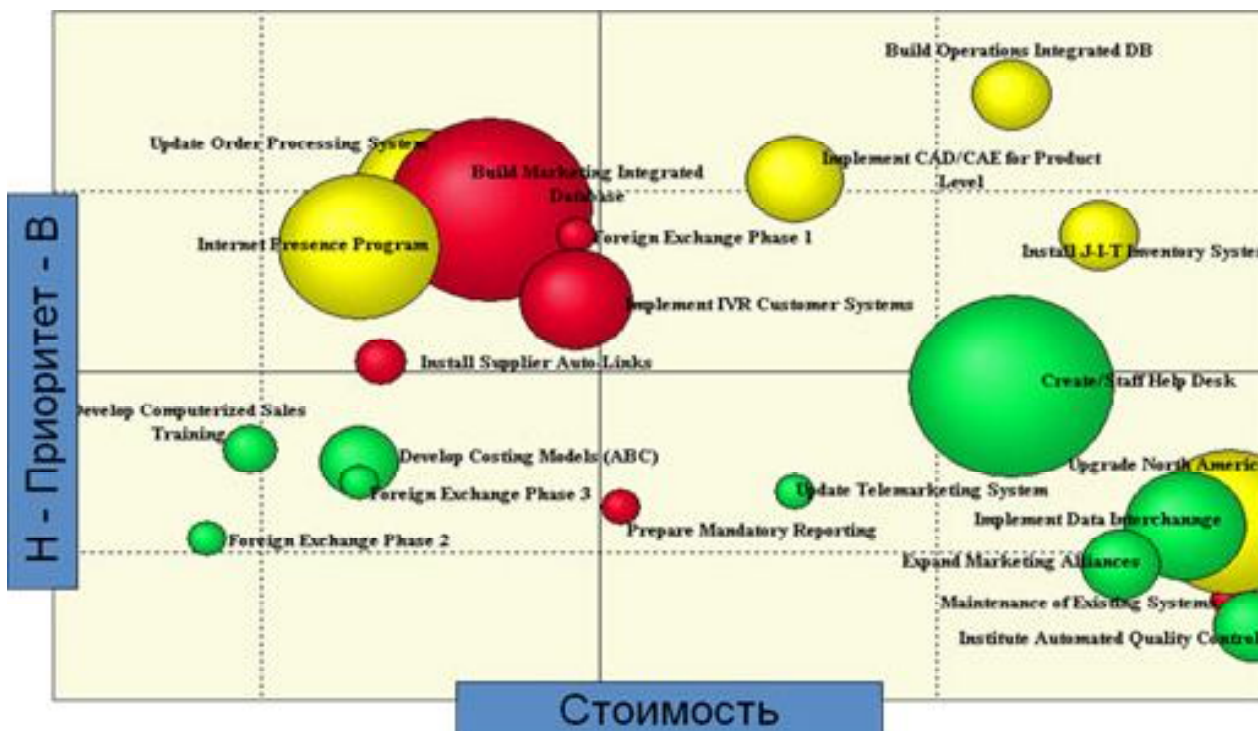 Build Operations Integrated DB
Update Order Processing System
Implement CAD/CAE for Product
Level
Build Marketing Integrated
Database
Foreign Exchange Phase 1
Internet Presence Program
Install J-I-T Inventory System
Implement IVR Customer Systems
Install Supplier Auto-Links
Create/Staff Help Desk
Develop Computerized Sales
Training
Develop Costing Models (ABC)
Foreign Exchange Phase 3
Upgrade North Americ
Update Telemarketing System
Implement Data Interchannge
Prepare Mandatory Reporting
Foreign Exchange Phase 2
Expand Marketing Alliances
Maintenance of Existing Systems
Institute Automated Quality Control
Н - Приоритет - В
Стоимость